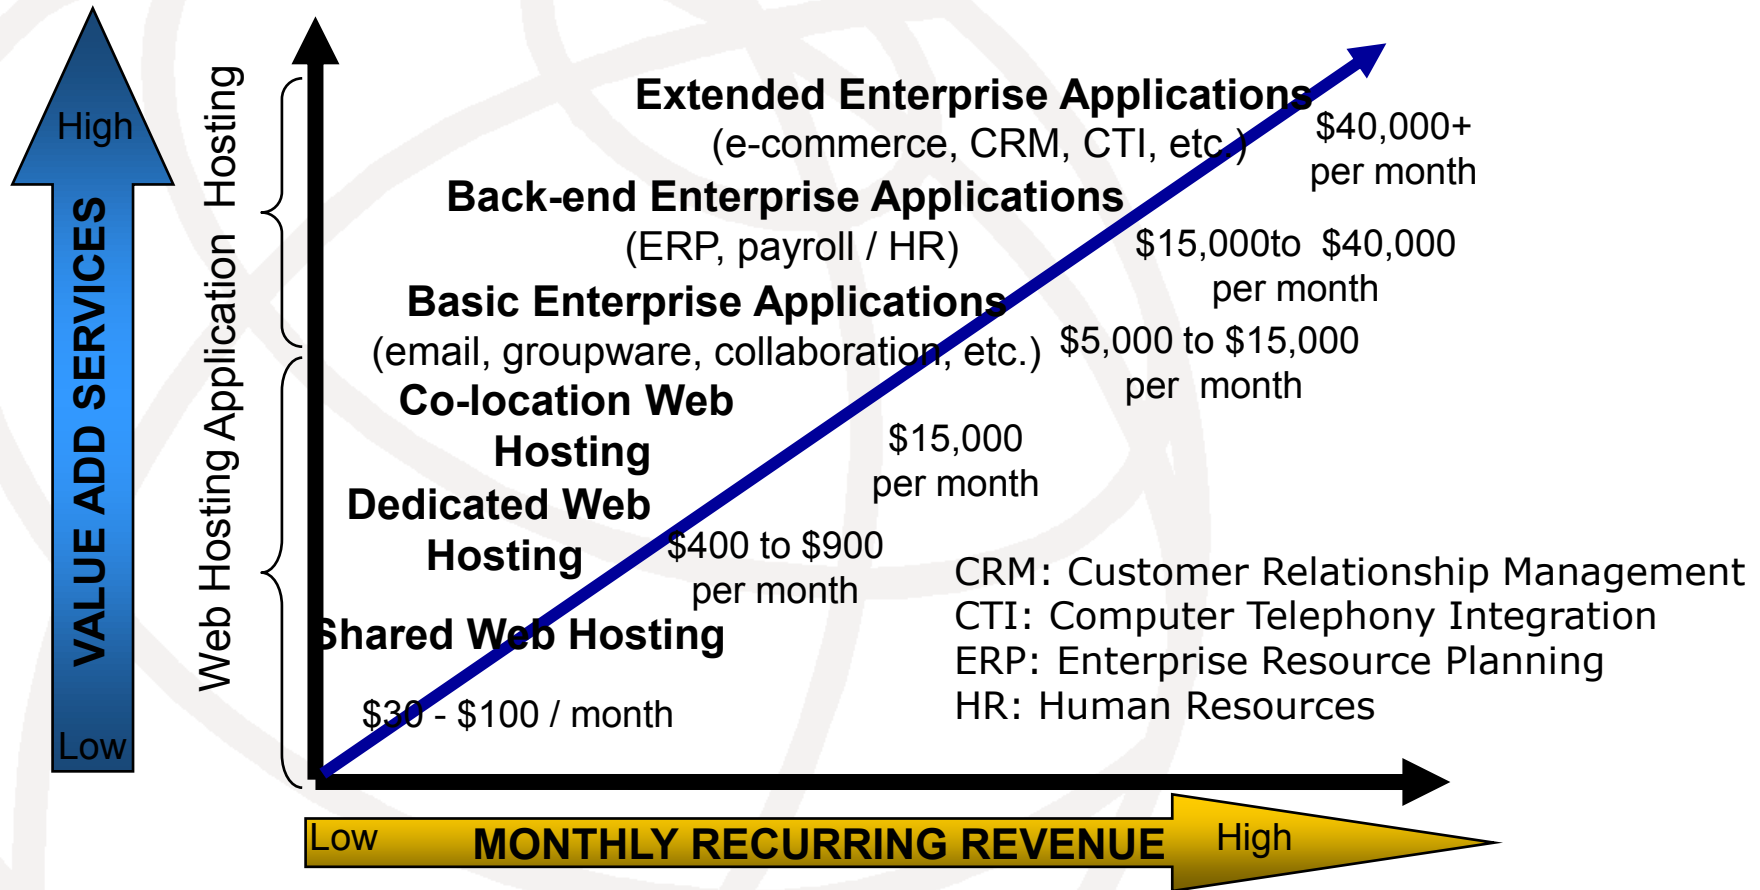 High
VALUE ADD SERVICES
Low
Web Hosting Application  Hosting
Extended Enterprise Applications
(e-commerce, CRM, CTI, etc.)
$40,000+
per month
Back-end Enterprise Applications
(ERP, payroll / HR)
$15,000to  $40,000
per month
Basic Enterprise Applications
(email, groupware, collaboration, etc.)
$5,000 to $15,000
per  month
Co-location Web
Hosting
$15,000
per month
Dedicated Web
Hosting
$400 to $900
per month
Shared Web Hosting
$30 - $100 / month
CRM: Customer Relationship Management
CTI: Computer Telephony Integration
ERP: Enterprise Resource Planning
HR: Human Resources
Low
MONTHLY RECURRING REVENUE
High